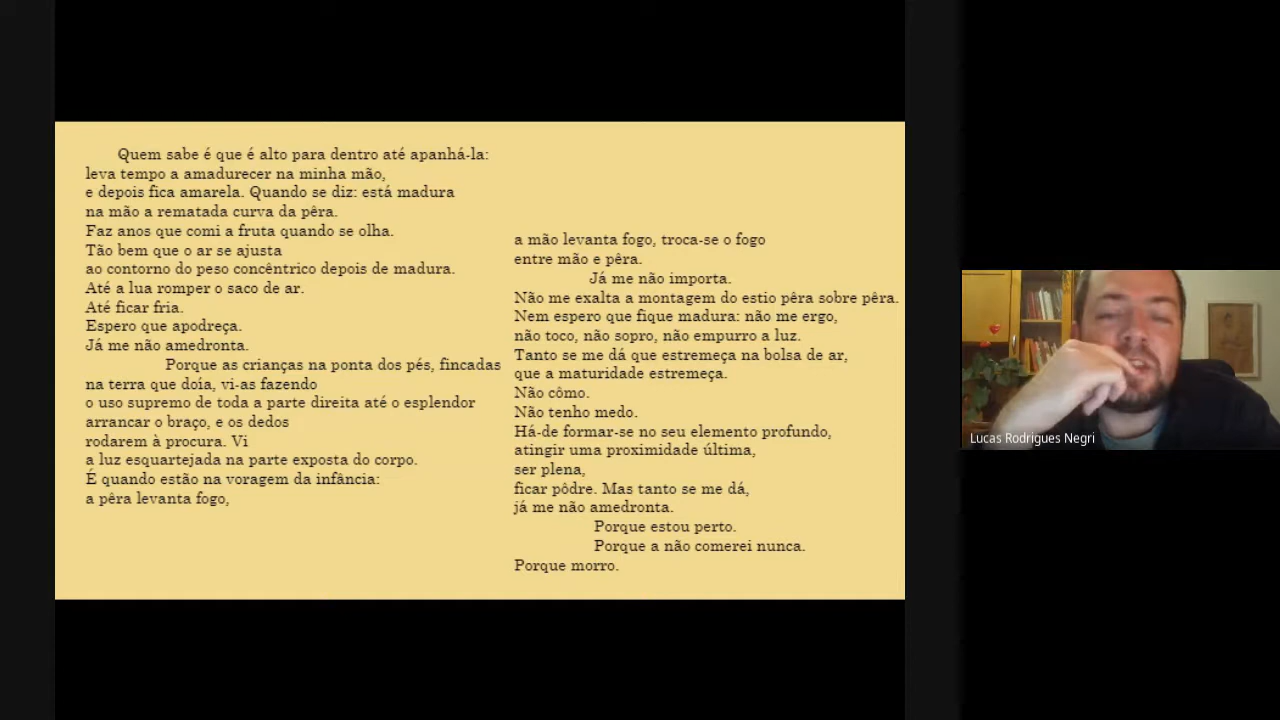 Quem sabe é que é alto para dentro até apanhá-la:
leva tempo a amadurecer na minha mão,
e depois fica amarela. Quando se diz: está madura
na mão a rematada curva da pêra.
Faz anos que comi a fruta quando se olha.
Tão bem que o ar se ajusta
ao contorno do peso concêntrico depois de madura.
Até a lua romper o saco de ar.
Até ficar fria.
Espero que apodreça.
Já me não amedronta.
Porque as crianças na ponta dos pés, fincadas
na terra que doía, vi-as fazendo
o uso supremo de toda a parte direita até o esplendor
arrancar o braço, e os dedos
rodarem à procura. Vi
a luz esquartejada na parte exposta do corpo.
É quando estão na voragem da infância:
a pêra levanta fogo,
a mão levanta fogo, troca-se o fogo
entre mão e pêra.
Já me não importa.
Não me exalta a montagem do estio pêra sobre pêra.
Nem espero que fique madura: não me ergo,
não toco, não sopro, não empurro a luz.
Tanto se me dá que estremeça na bolsa de ar,
que a maturidade estremeça.
Não cômo.
Não tenho medo.
Há-de formar-se no seu elemento profundo,
atingir uma proximidade última,
ser plena,
ficar pôdre. Mas tanto se me dá,
já me não amedronta.
Porque estou perto.
Porque a não comerei nunca.
Porque morro.
Lucas Rodrigues Negri